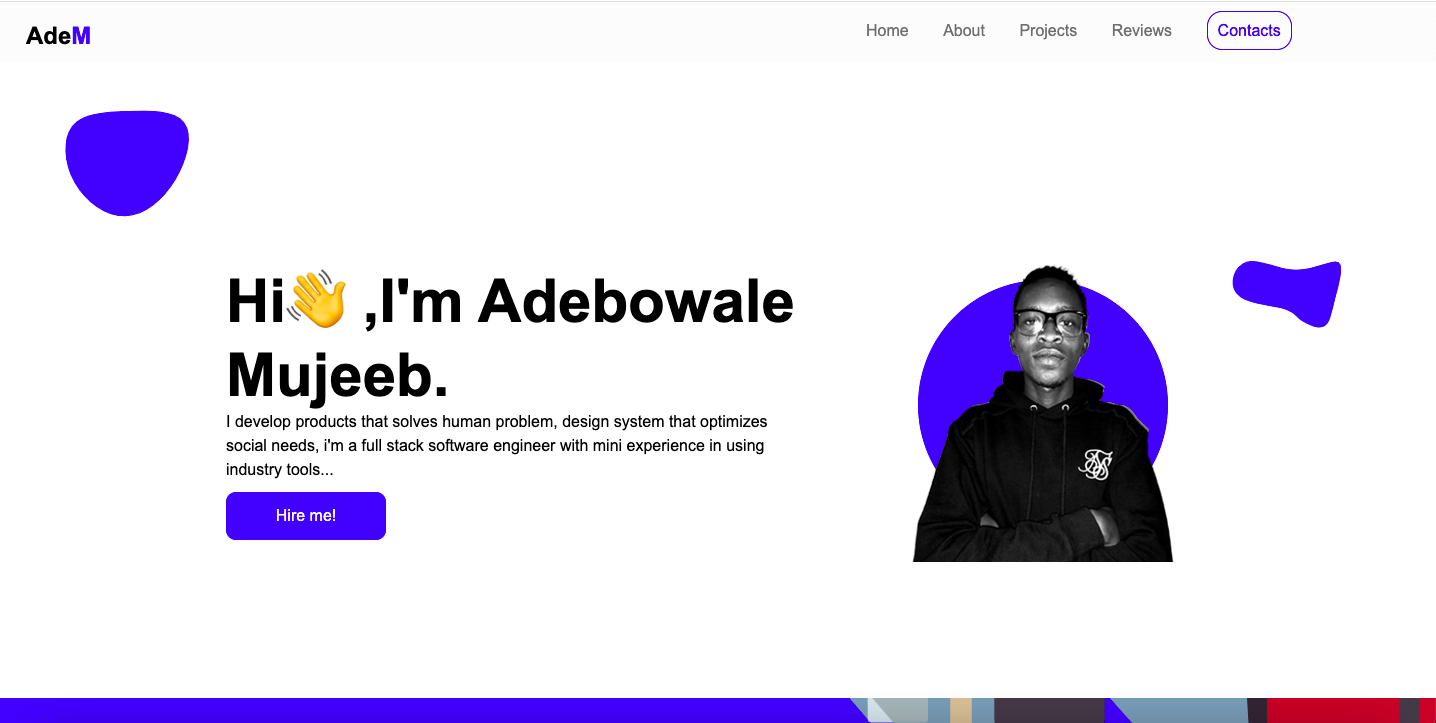 AdeM
Home About Projects Reviews Contacts
Hi👋 ,I'm Adebowale
Mujeeb.
I develop products that solves human problem, design system that optimizes
social needs, i'm a full stack software engineer with mini experience in using
industry tools...
Hire me!